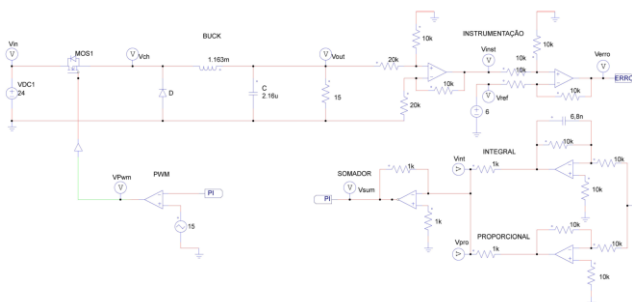 BUCK
INSTRUMENTAÇÃO
Vin
MOS1
Vch
1.163m
Vout
20k
10k
Vinst
10k
10k
Verro
VDC1
24
D
C
2.16u
15
10k
20k
Vref
10k
ERRO
6
6,8n
INTEGRAL
10k
Vint
1k
10k
10k
SOMADOR
1k
Vsum
PI
1k
PROPORCIONAL
10k
Vpro
1k
10k
10k
VPwm
PWM
PI
15